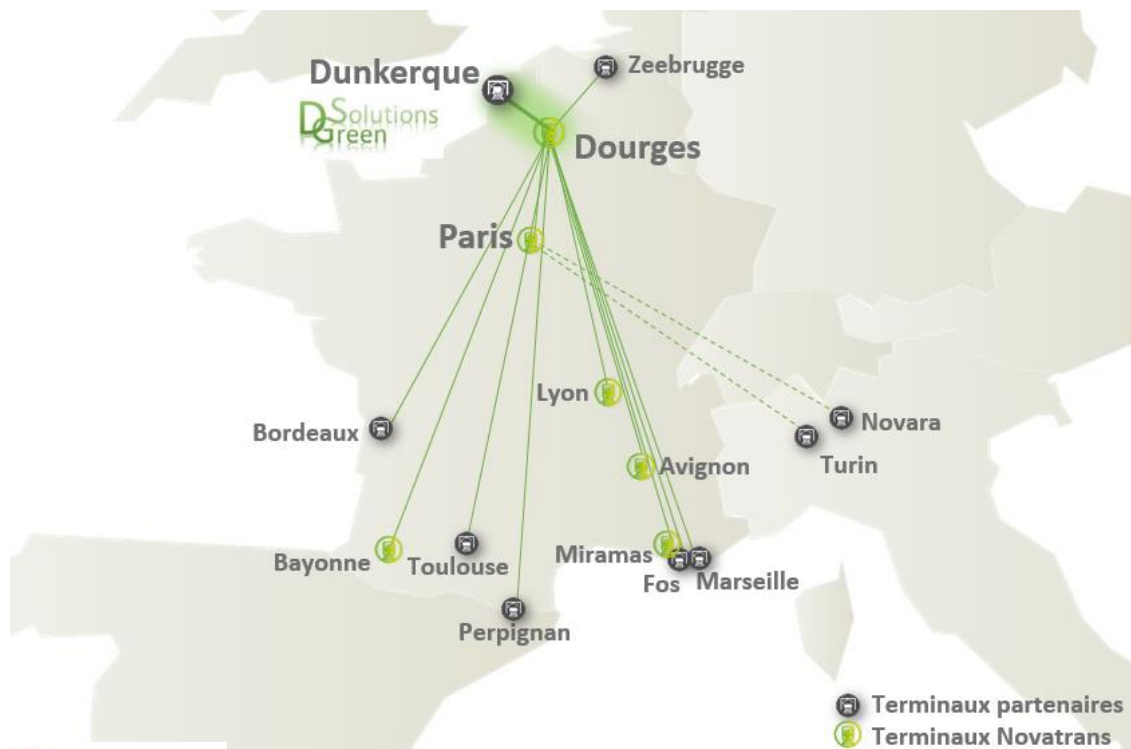 Dunkerque
Zeebrugge
DGreen Solutions
Dourges
Paris
Lyon
Bordeaux
Novara
Turin
Avignon
Bayonne
Toulouse
Miramas
Fos
Marseille
Perpignan
Terminaux partenaires
Terminaux Novatrans